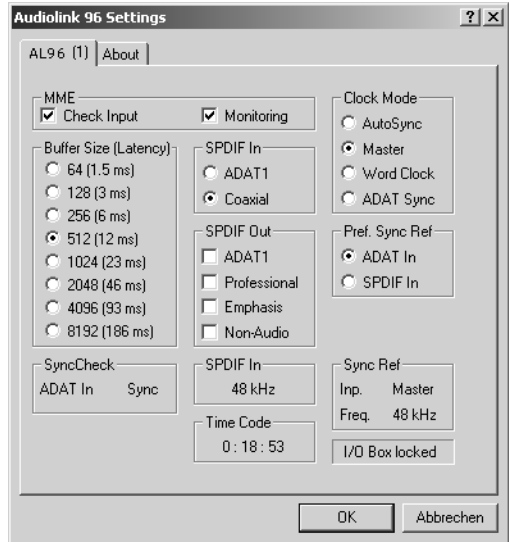 Audiolink 96 Settings
AL96 (1)
About
MME
Check Input
Monitoring
Buffer Size (Latency)
64 (1.5 ms)
128 (3 ms)
256 (6 ms)
512 (12 ms)
1024 (23 ms)
2048 (46 ms)
4096 (93 ms)
8192 (186 ms)
SPDIF In
ADAT1
Coaxial
SPDIF Out
ADAT1
Professional
Emphasis
Non-Audio
Clock Mode
AutoSync
Master
Word Clock
ADAT Sync
Pref. Sync Ref
ADAT In
SPDIF In
SyncCheck
ADAT In Sync
SPDIF In
48 kHz
Time Code
0 : 18 : 53
Sync Ref
Inp. Master
Freq. 48 kHz
I/O Box locked
OK
Abbrechen